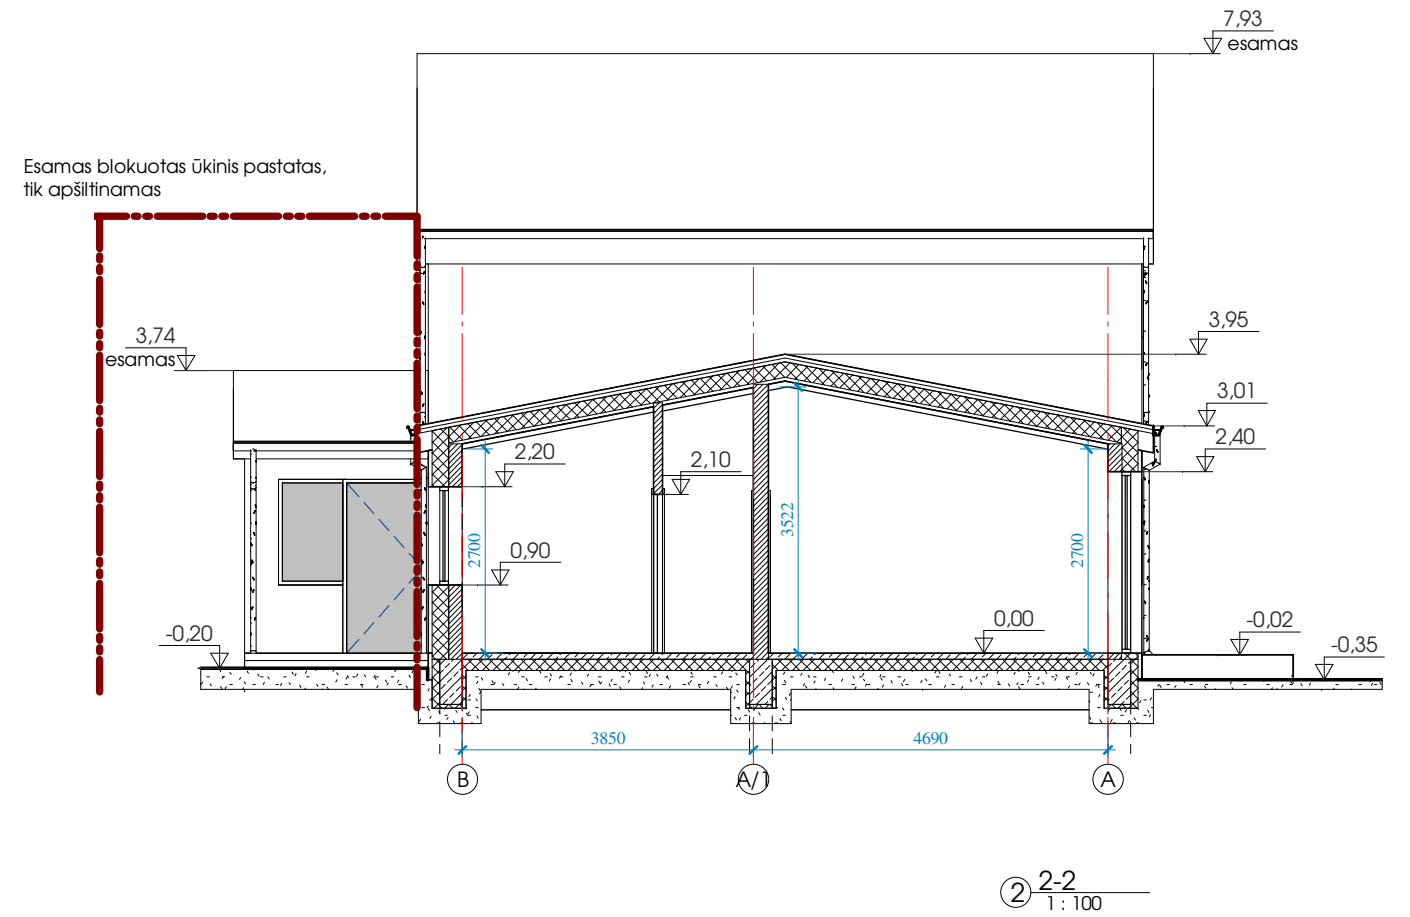 7,93
esamas
Esamas blokuotas ūkinis pastatas,
tik apšiltinamas
3,74
esamas
3,95
3,01
2,40
2,20
2,10
2700
3522
2700
0,90
0,00
-0,20
-0,02
-0,35
3850
4690
B
A/1
A
2
2-2
1 : 100